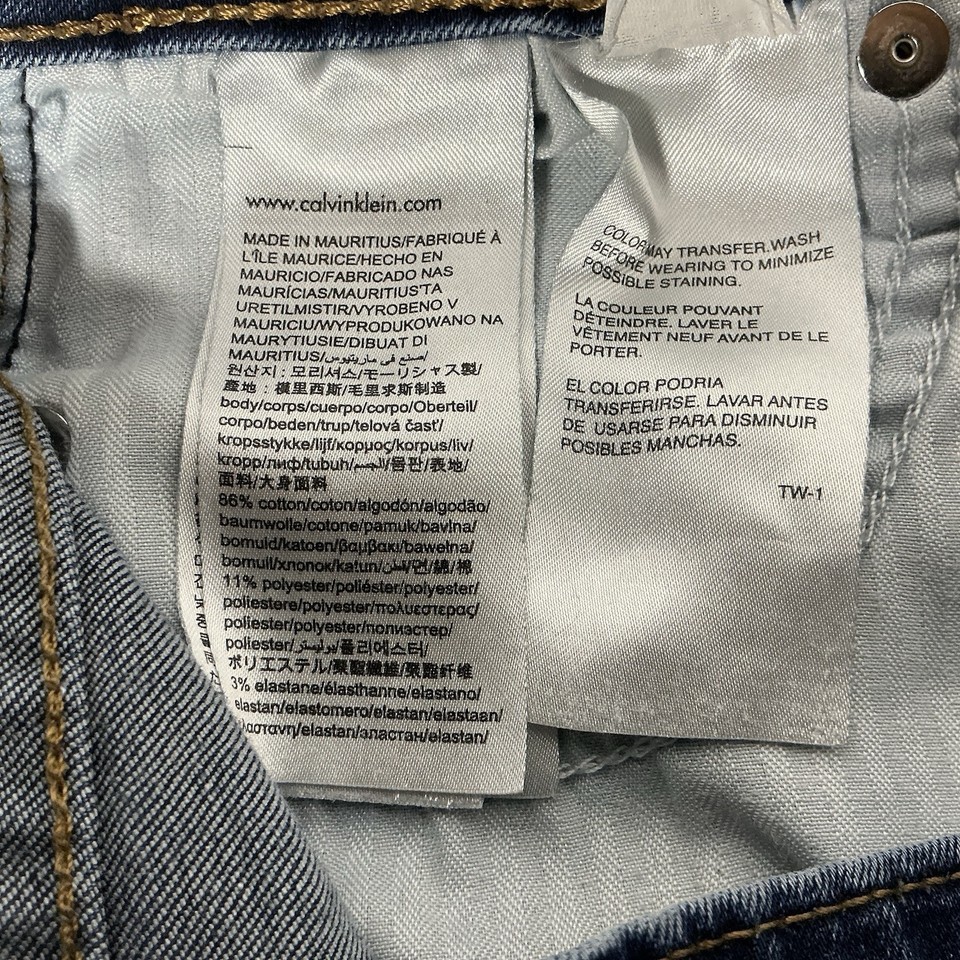 www.calvinklein.com
MADE IN MAURITIUS/FABRIQUÉ À
L'ÎLE MAURICE/HECHO EN
MAURICIO/FABRICADO NAS
MAURÍCIAS/MAURITIUS'TA
URETILMISTIR/VYROBENO V
MAURICIU/WYPRODUKOWANO NA
MAURYTIUSIE/DIBUAT DI
MAURITIUS/صنع في ماريتيوس/
원산지 : 모리셔스/モーリシャス製/
產地 : 模里西斯/毛里求斯制造
body/corps/cuerpo/corpo/Oberteil/
corpo/beden/trup/telová časť/
kropsstykke/lijf/κορμος/korpus/liv/
kropp/лиф/tubuh/الجسم/몸판/表地/
面料/大身面料
86% cotton/coton/algodón/algodão/
baumwolle/cotone/pamuk/bavlna/
bomuld/katoen/βαμβακι/bawełna/
bomull/хлопок/katun/قطن/면/綿/棉
11% polyester/poliéster/polyester/
poliestere/polyester/πολυεστερας/
polyester/polyester/полиэстер/
poliester/بوليستر/폴리에스터/
ポリエステル/聚酯纖維/聚酯纤维
3% elastane/élasthanne/elastano/
elastan/elastomero/elastan/elastaan/
elastan/эластан/elastan/
COLOR MAY TRANSFER. WASH
BEFORE WEARING TO MINIMIZE
POSSIBLE STAINING.
LA COULEUR POUVANT
DÉTEINDRE. LAVER LE
VÊTEMENT NEUF AVANT DE LE
PORTER.
EL COLOR PODRIA
TRANSFERIRSE. LAVAR ANTES
DE USARSE PARA DISMINUIR
POSIBLES MANCHAS.
TW-1